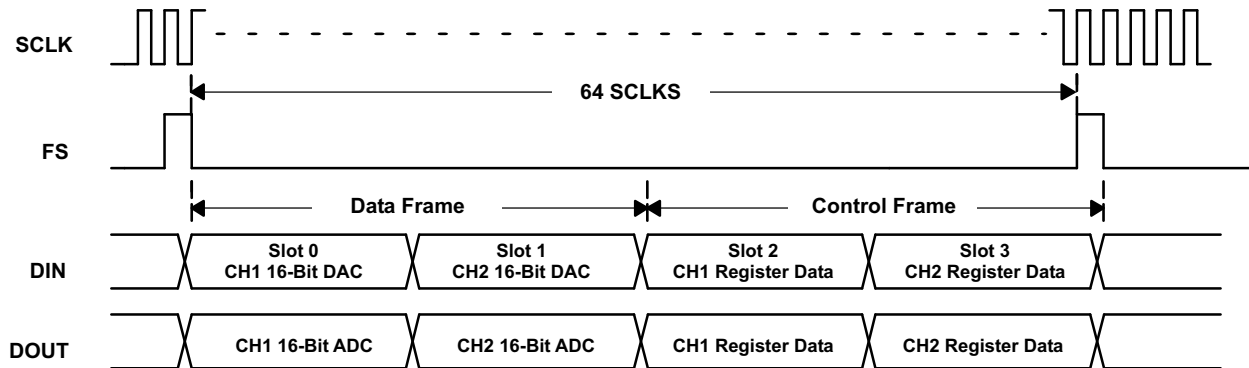 SCLK
64 SCLKS
FS
Data Frame
Control Frame
DIN
Slot 0
CH1 16-Bit DAC
Slot 1
CH2 16-Bit DAC
Slot 2
CH1 Register Data
Slot 3
CH2 Register Data
DOUT
CH1 16-Bit ADC
CH2 16-Bit ADC
CH1 Register Data
CH2 Register Data